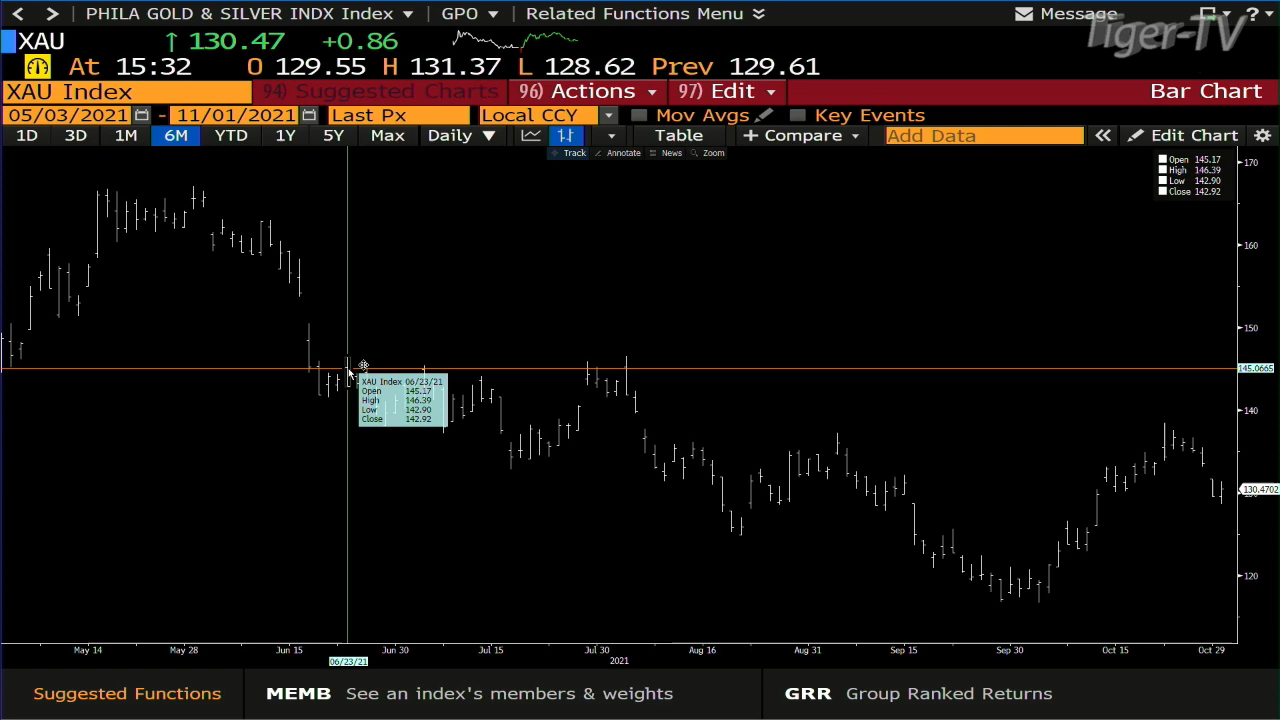 < > PHILA GOLD & SILVER INDX Index GPO Related Functions Menu Message ?
Tiger-TV
XAU ↑ 130.47 +0.86
At 15:32 O 129.55 H 131.37 L 128.62 Prev 129.61
XAU Index 94) Suggested Charts 96) Actions 97) Edit Bar Chart
05/03/2021 - 11/01/2021 Last Px Local CCY Mov Avgs Key Events
1D 3D 1M 6M YTD 1Y 5Y Max Daily Table + Compare Add Data Edit Chart
Track Annotate News Zoom
Open 145.17
High 146.39
Low 142.90
Close 142.92
170
160
150
145.0665
140
130.4702
120
XAU Index 06/23/21
Open 145.17
High 146.39
Low 142.90
Close 142.92
May 14 May 28 Jun 15 Jun 30 Jul 15 Jul 30 Aug 16 Aug 31 Sep 15 Sep 30 Oct 15 Oct 29
06/23/21 2021
Suggested Functions MEMB See an index's members & weights GRR Group Ranked Returns